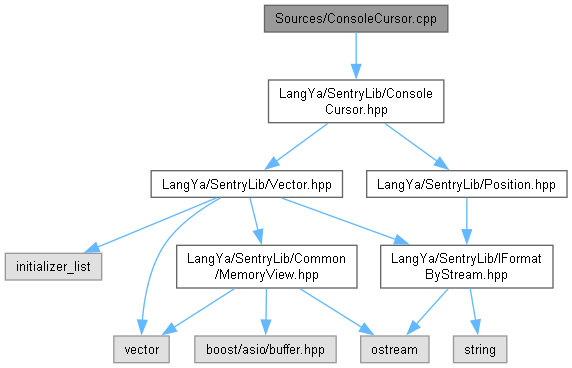 Sources/ConsoleCursor.cpp
LangYa/SentryLib/Console
Cursor.hpp
LangYa/SentryLib/Vector.hpp
LangYa/SentryLib/Position.hpp
initializer_list
LangYa/SentryLib/Common
/MemoryView.hpp
LangYa/SentryLib/IFormat
ByStream.hpp
vector
boost/asio/buffer.hpp
ostream
string